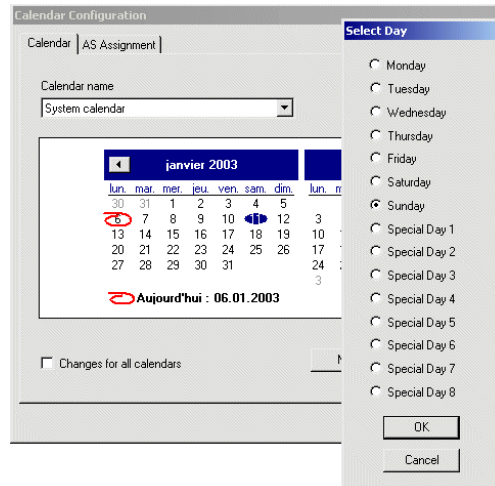 Calendar Configuration
Calendar
AS Assignment
Calendar name
System calendar
janvier 2003
lun. mar. mer. jeu. ven. sam. dim. lun.
30 31 1 2 3 4 5
6 7 8 9 10 11 12 3
13 14 15 16 17 18 19 10
20 21 22 23 24 25 26 17
27 28 29 30 31 24
3
Aujourd'hui : 06.01.2003
Changes for all calendars
Select Day
Monday
Tuesday
Wednesday
Thursday
Friday
Saturday
Sunday
Special Day 1
Special Day 2
Special Day 3
Special Day 4
Special Day 5
Special Day 6
Special Day 7
Special Day 8
OK
Cancel